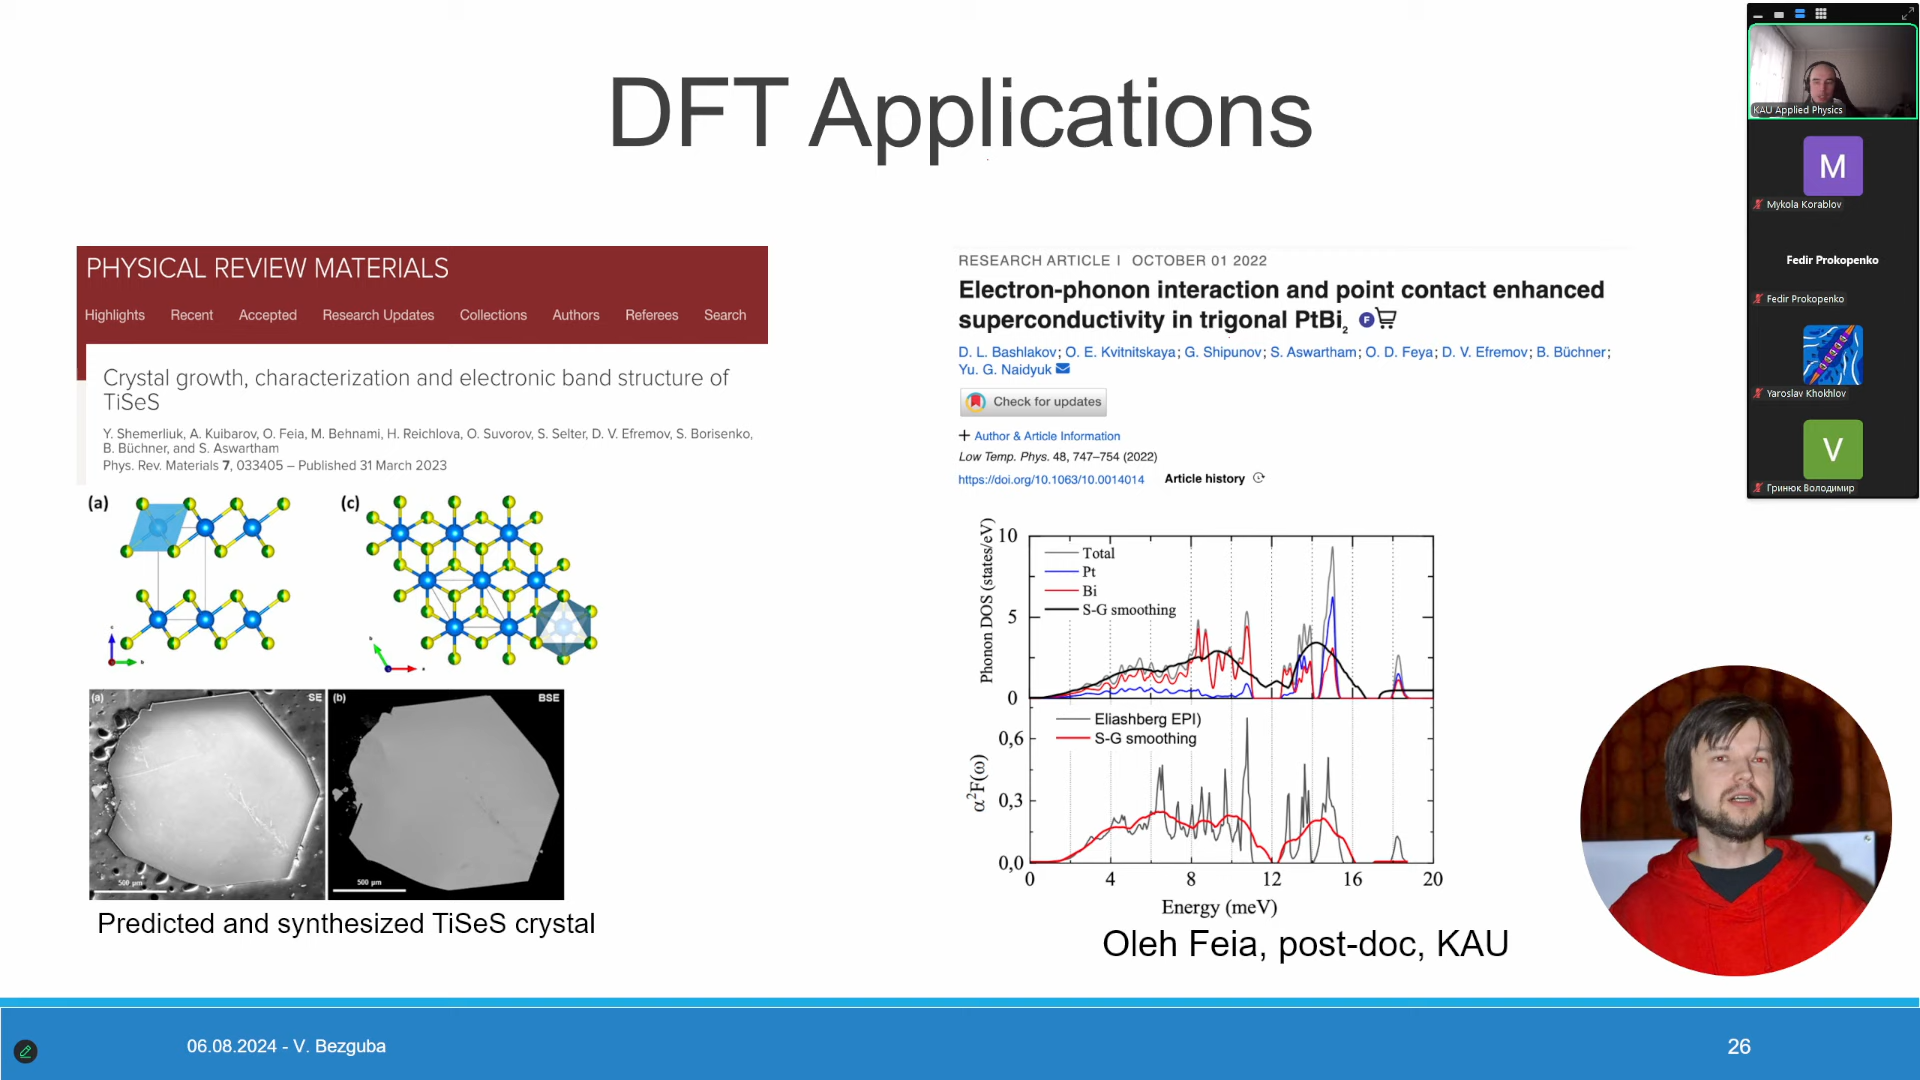 DFT Applications
PHYSICAL REVIEW MATERIALS
Highlights Recent Accepted Research Updates Collections Authors Referees Search
Crystal growth, characterization and electronic band structure of
TiSeS
Y. Shemerliuk, A. Kuibarov, O. Feia, M. Behnami, H. Reichlova, O. Suvorov, S. Selter, D. V. Efremov, S. Borisenko,
B. Büchner, and S. Aswartham
Phys. Rev. Materials 7, 033405 – Published 31 March 2023
(a)
(c)
c
b
b
a
(a)
SE
500 µm
(b)
BSE
500 µm
Predicted and synthesized TiSeS crystal
RESEARCH ARTICLE | OCTOBER 01 2022
Electron-phonon interaction and point contact enhanced
superconductivity in trigonal PtBi2 F
D. L. Bashlakov; O. E. Kvitnitskaya; G. Shipunov; S. Aswartham; O. D. Feya; D. V. Efremov; B. Büchner;
Yu. G. Naidyuk
Check for updates
+ Author & Article Information
Low Temp. Phys. 48, 747–754 (2022)
https://doi.org/10.1063/10.0014014 Article history
Phonon DOS (states/eV)
10
5
0
Total
Pt
Bi
S-G smoothing
α²F(ω)
0,6
0,3
0,0
Eliashberg EPI)
S-G smoothing
0 4 8 12 16 20
Energy (meV)
Oleh Feia, post-doc, KAU
06.08.2024 - V. Bezguba
26
KAU Applied Physics
M
Mykola Korablov
Fedir Prokopenko
Fedir Prokopenko
Yaroslav Khokhlov
V
Гринюк Володимир